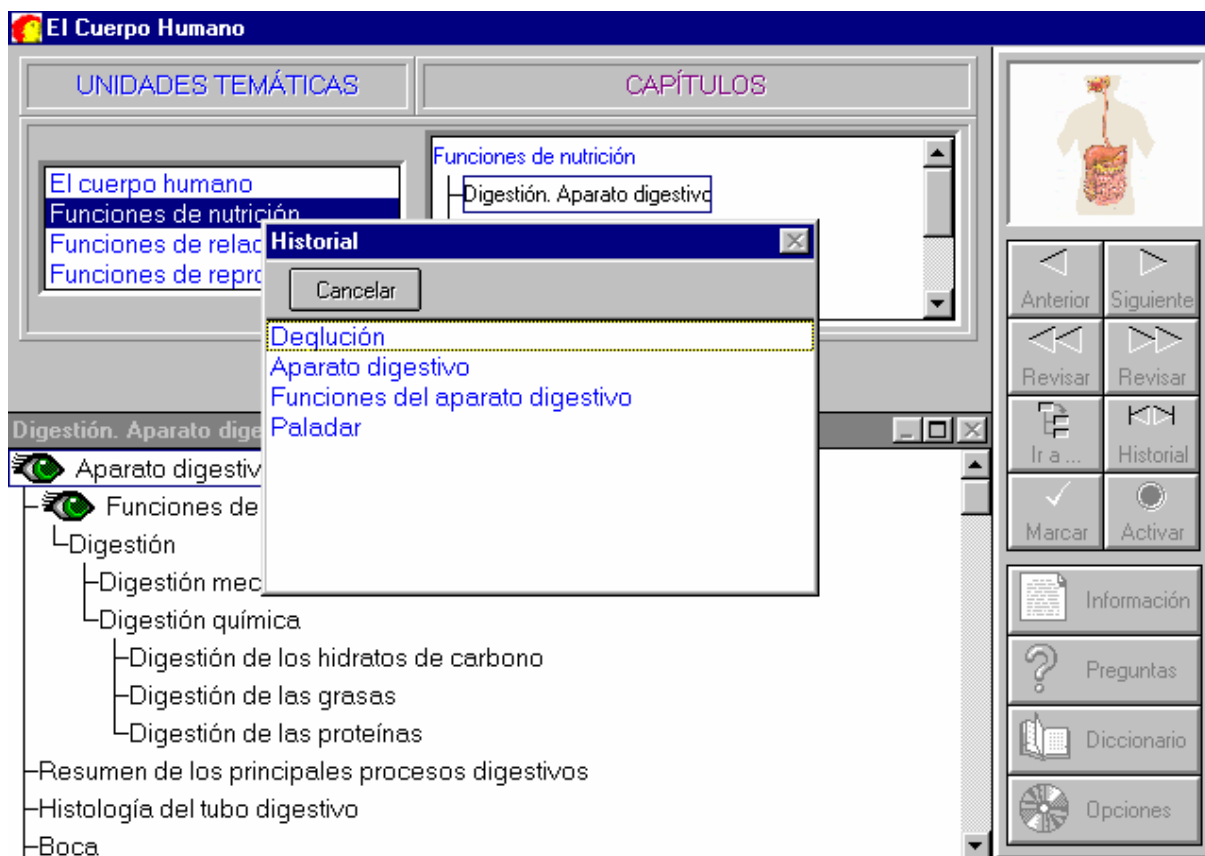 El Cuerpo Humano
UNIDADES TEMÁTICAS
CAPÍTULOS
El cuerpo humano
Funciones de nutrición
Funciones de relac
Funciones de repro
Funciones de nutrición
Digestión. Aparato digestivo
Historial
Cancelar
Deglución
Aparato digestivo
Funciones del aparato digestivo
Paladar
Digestión. Aparato dige
Aparato digestiv
Funciones de
Digestión
Digestión mec
Digestión química
Digestión de los hidratos de carbono
Digestión de las grasas
Digestión de las proteínas
Resumen de los principales procesos digestivos
Histología del tubo digestivo
Boca
Anterior Siguiente
Revisar Revisar
Ir a ... Historial
Marcar Activar
Información
Preguntas
Diccionario
Opciones